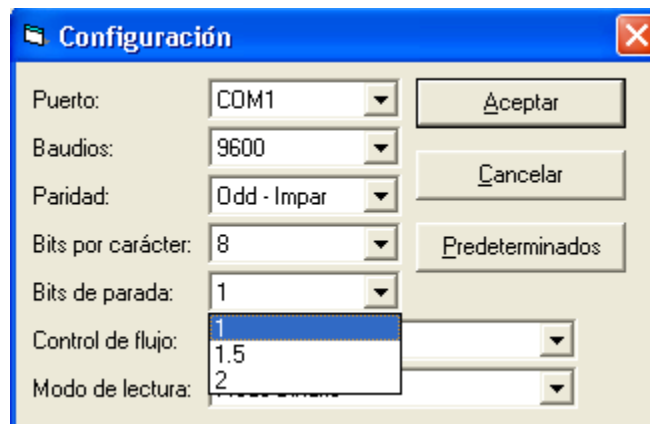 Configuración
Puerto: COM1 Aceptar
Baudios: 9600
Cancelar
Paridad: Odd - Impar
Bits por carácter: 8 Predeterminados
Bits de parada: 1
1
Control de flujo:
1.5
2
Modo de lectura: